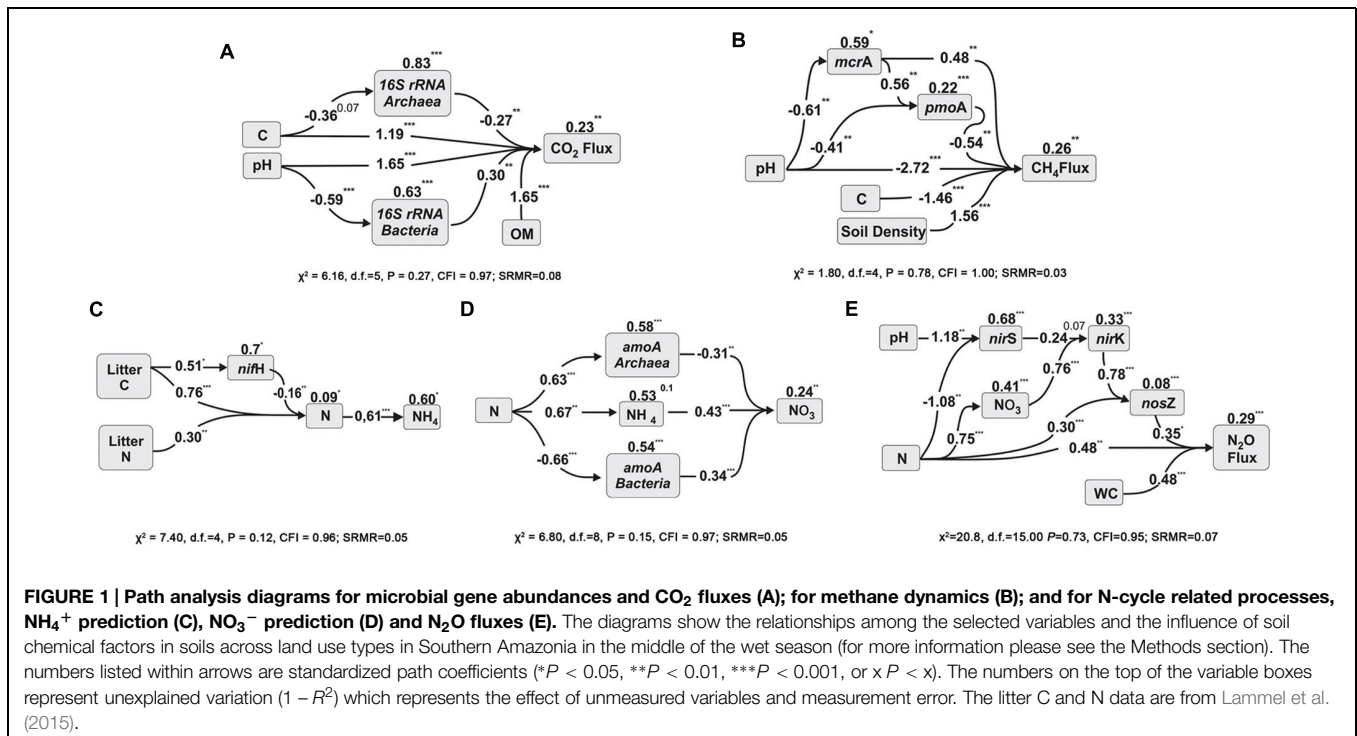 A
0.83***
16S rRNA
Archaea
-0.36 0.07
-0.27**
C
1.19***
0.23**
CO2 Flux
pH
1.65***
0.30**
-0.59***
0.63***
1.65***
16S rRNA
Bacteria
OM
χ² = 6.16, d.f.=5, P = 0.27, CFI = 0.97; SRMR=0.08
B
0.59*
mcrA
0.48**
0.56**
0.22***
pmoA
-0.61**
-0.41**
-0.54**
0.26**
pH
-2.72***
CH4Flux
C
-1.46***
Soil Density
1.56***
χ² = 1.80, d.f.=4, P = 0.78, CFI = 1.00; SRMR=0.03
C
Litter
C
0.51*
0.7*
nifH
0.76***
-0.16**
0.09*
N
0,61***
0.60*
NH4
Litter
N
0.30**
χ² = 7.40, d.f.=4, P = 0.12, CFI = 0.96; SRMR=0.05
D
0.58***
amoA
Archaea
-0.31**
0.63***
0.53 0.1
0.24**
N
0.67**
NH4
0.43***
NO3
-0.66***
0.54***
amoA
Bacteria
0.34***
χ² = 6.80, d.f.=8, P = 0.15, CFI = 0.97; SRMR=0.05
E
0.68***
0.07
0.33***
pH
1.18**
nirS
0.24
nirK
0.76***
0.41***
NO3
0.78***
0.08***
nosZ
-1.08**
0.75***
0.30***
0.35*
0.29***
N
0.48**
N2O
Flux
WC
0.48***
x²=20.8, d.f.=15.00 P=0.73, CFI=0.95; SRMR=0.07
FIGURE 1 | Path analysis diagrams for microbial gene abundances and CO2 fluxes (A); for methane dynamics (B); and for N-cycle related processes,
NH4+ prediction (C), NO3− prediction (D) and N2O fluxes (E). The diagrams show the relationships among the selected variables and the influence of soil
chemical factors in soils across land use types in Southern Amazonia in the middle of the wet season (for more information please see the Methods section). The
numbers listed within arrows are standardized path coefficients (*P < 0.05, **P < 0.01, ***P < 0.001, or x P < x). The numbers on the top of the variable boxes
represent unexplained variation (1 – R²) which represents the effect of unmeasured variables and measurement error. The litter C and N data are from Lammel et al.
(2015).